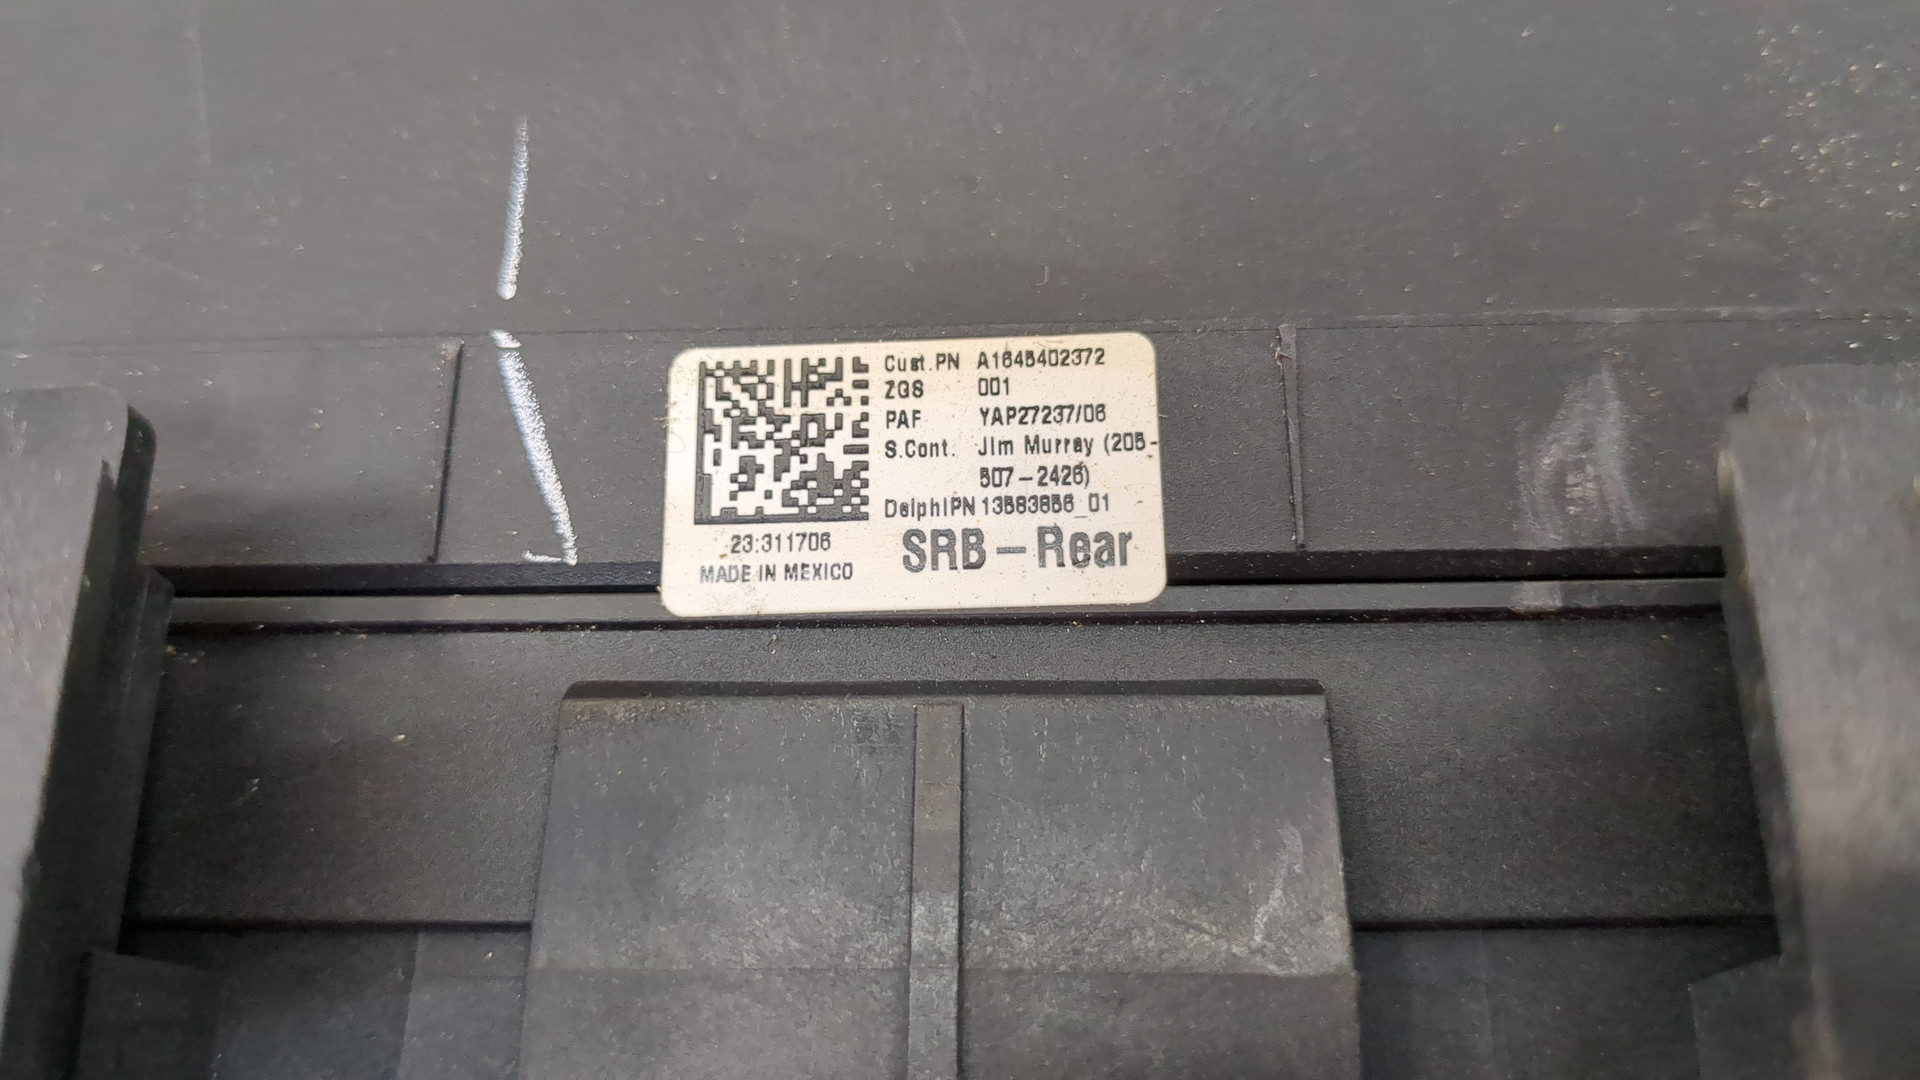 Cust.PN A1645402372
ZGS 001
PAF YAP27237/06
S.Cont. Jim Murray (205-
507-2426)
DelphiPN 13583856_01
23:311706
MADE IN MEXICO
SRB-Rear